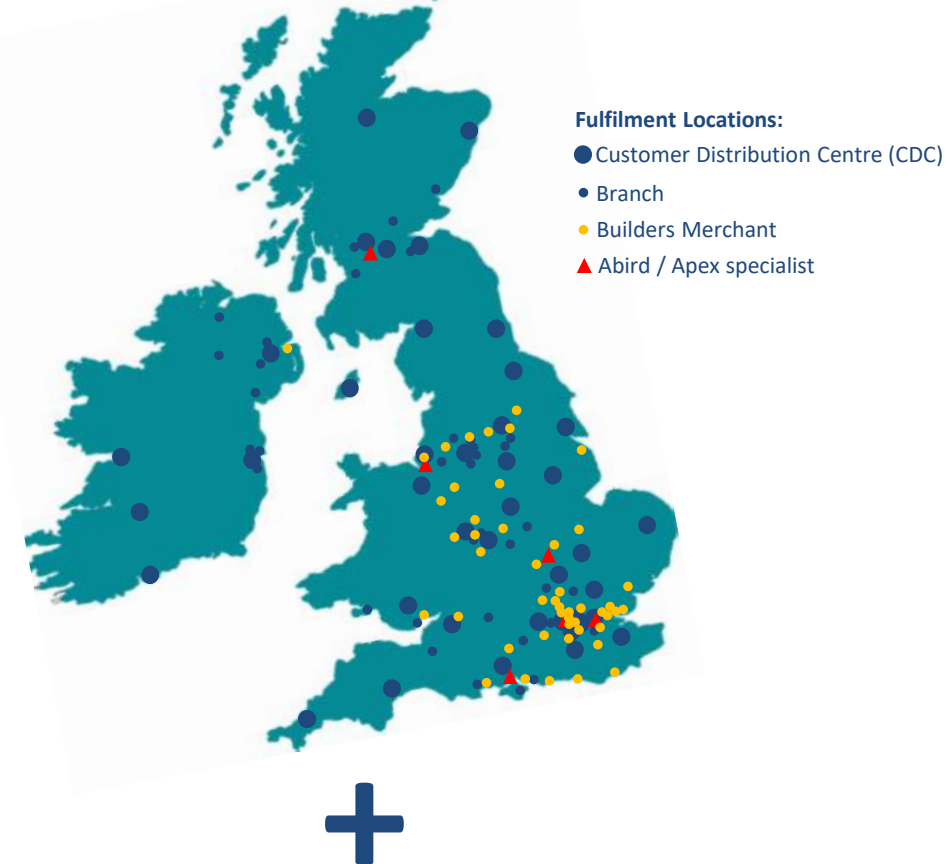 Fulfilment Locations:
Customer Distribution Centre (CDC)
Branch
Builders Merchant
Abird / Apex specialist